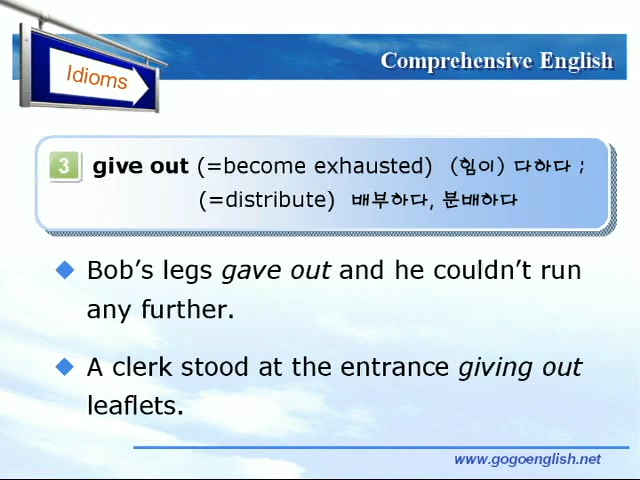 Idioms
Comprehensive English
3 give out (=become exhausted) (힘이) 다하다 ;
(=distribute) 배부하다, 분배하다
Bob’s legs gave out and he couldn’t run
any further.
A clerk stood at the entrance giving out
leaflets.
www.gogoenglish.net